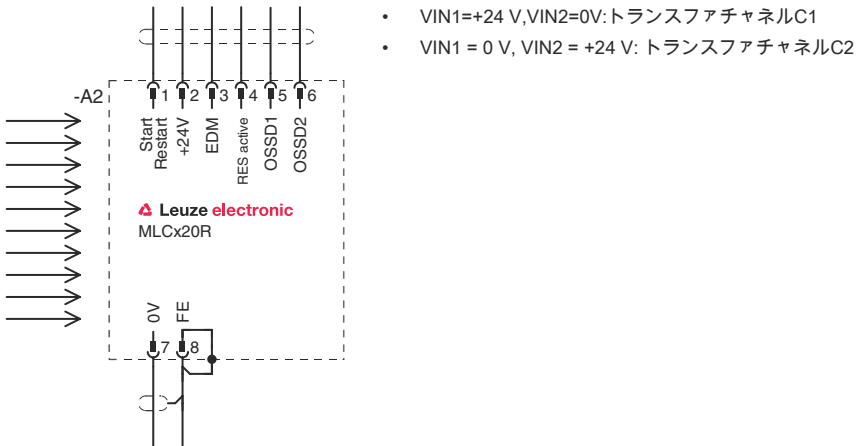 • VIN1=+24 V,VIN2=0V:トランスファチャネルC1
• VIN1 = 0 V, VIN2 = +24 V: トランスファチャネルC2
-A2
1 2 3 4 5 6
Start
Restart
+24V
EDM
RES active
OSSD1
OSSD2
Leuze electronic
MLCx20R
0V
FE
7 8